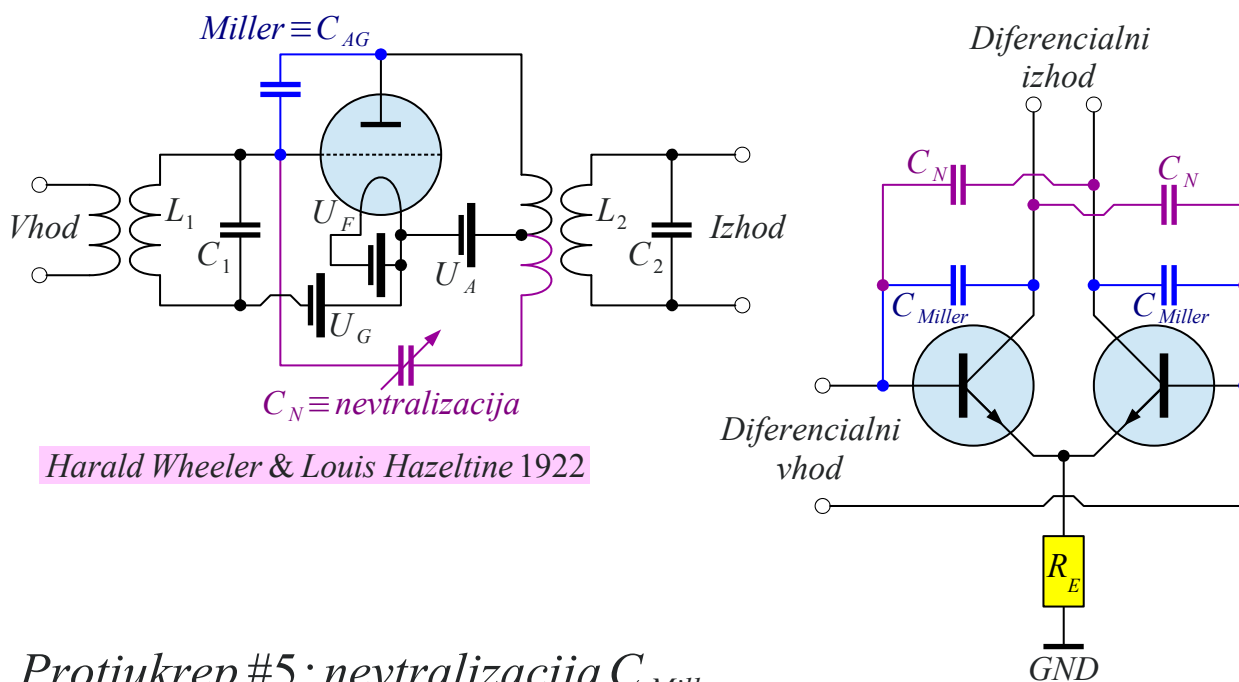 Miller ≡ C_AG
Vhod
L_1
C_1
U_F
U_G
U_A
L_2
C_2
Izhod
C_N ≡ nevtralizacija
Harald Wheeler & Louis Hazeltine 1922
Diferencialni
izhod
C_N
C_N
C_Miller
C_Miller
Diferencialni
vhod
R_E
GND
Protiukrep #5: nevtralizacija C_Mill